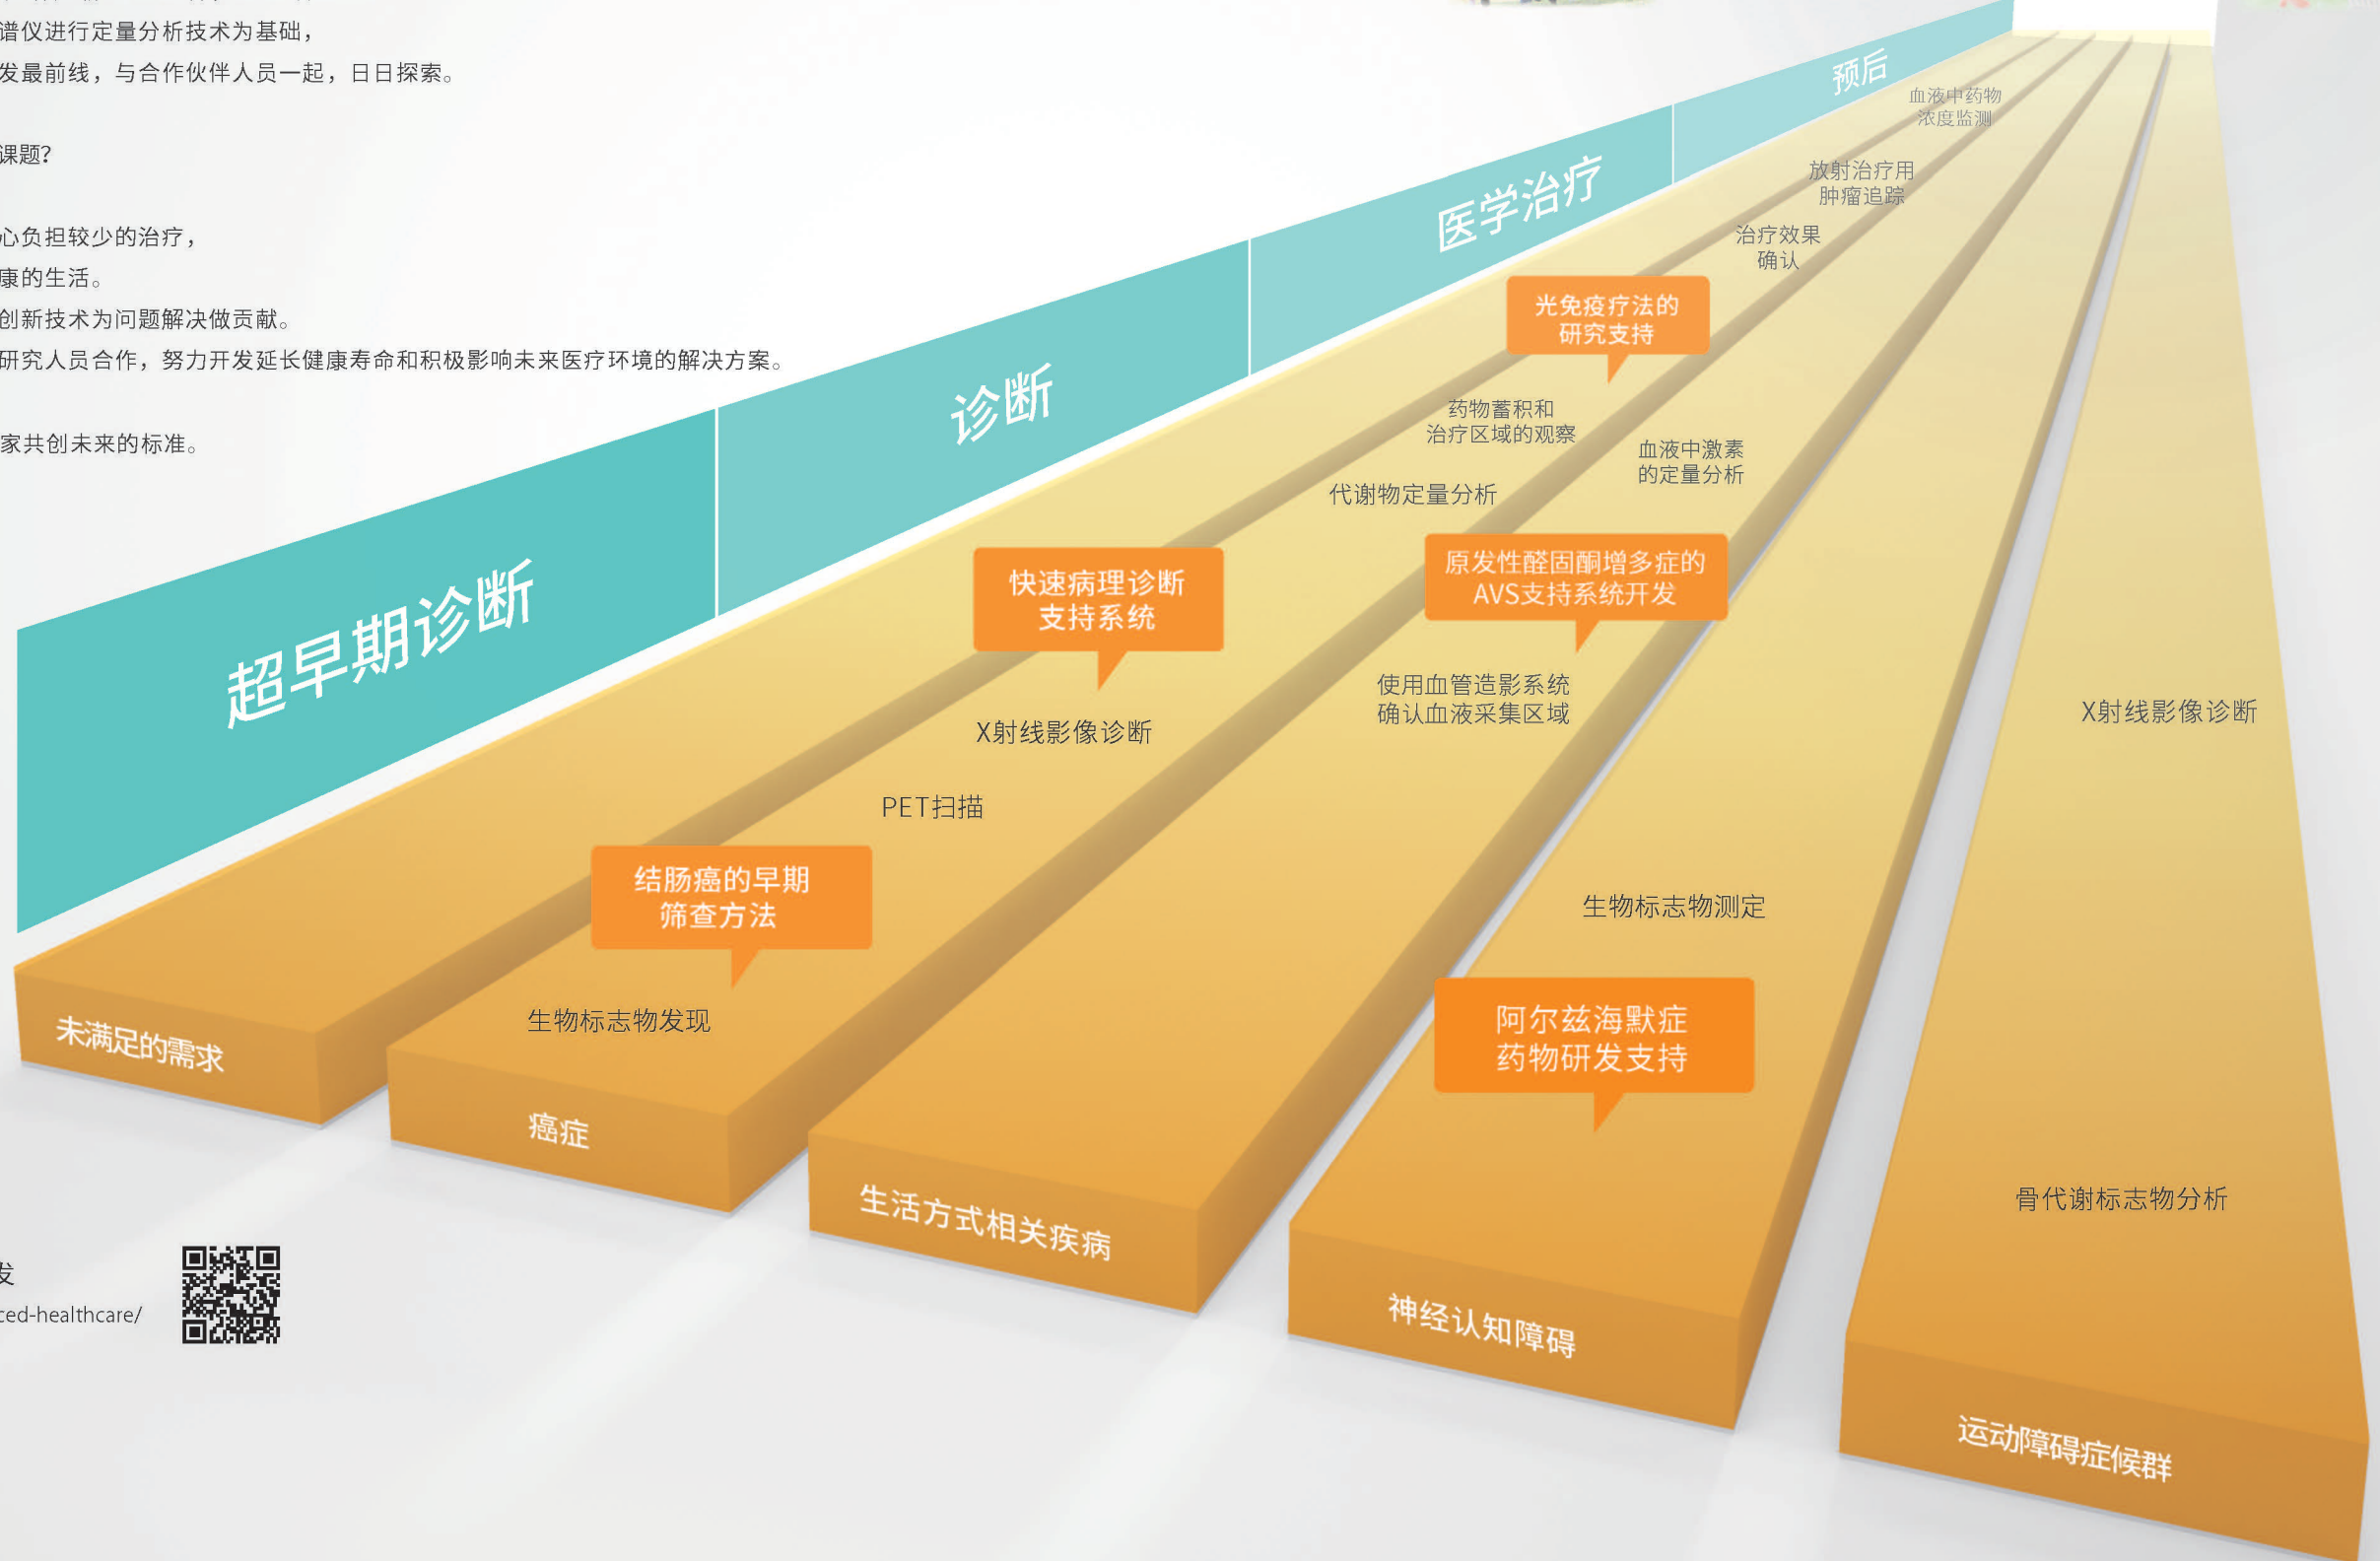 谱仪进行定量分析技术为基础，
发最前线，与合作伙伴人员一起，日日探索。
课题？
心负担较少的治疗，
康的生活。
创新技术为问题解决做贡献。
研究人员合作，努力开发延长健康寿命和积极影响未来医疗环境的解决方案。
家共创未来的标准。
超早期诊断
诊断
医学治疗
预后
血液中药物
浓度监测
放射治疗用
肿瘤追踪
治疗效果
确认
光免疫疗法的
研究支持
药物蓄积和
治疗区域的观察
血液中激素
的定量分析
代谢物定量分析
快速病理诊断
支持系统
原发性醛固酮增多症的
AVS支持系统开发
使用血管造影系统
确认血液采集区域
X射线影像诊断
X射线影像诊断
PET扫描
结肠癌的早期
筛查方法
生物标志物测定
生物标志物发现
阿尔兹海默症
药物研发支持
骨代谢标志物分析
未满足的需求
癌症
生活方式相关疾病
神经认知障碍
运动障碍症候群
发
ced-healthcare/